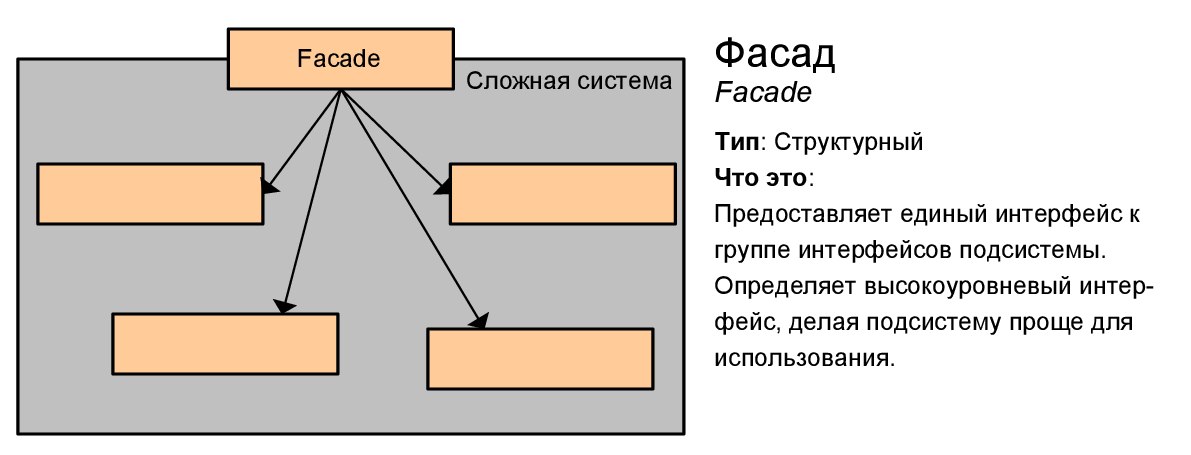 Facade
Сложная система
Фасад
Facade
Тип: Структурный
Что это:
Предоставляет единый интерфейс к
группе интерфейсов подсистемы.
Определяет высокоуровневый интер-
фейс, делая подсистему проще для
использования.